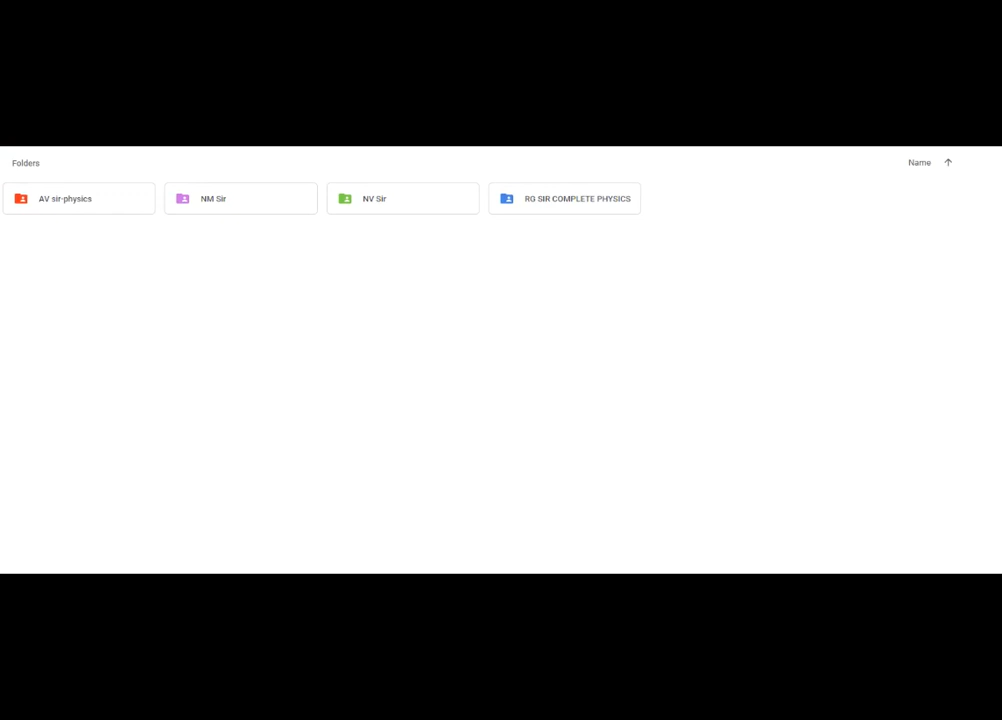 Folders
Name
AV sir-physics
NM Sir
NV Sir
RG SIR COMPLETE PHYSICS